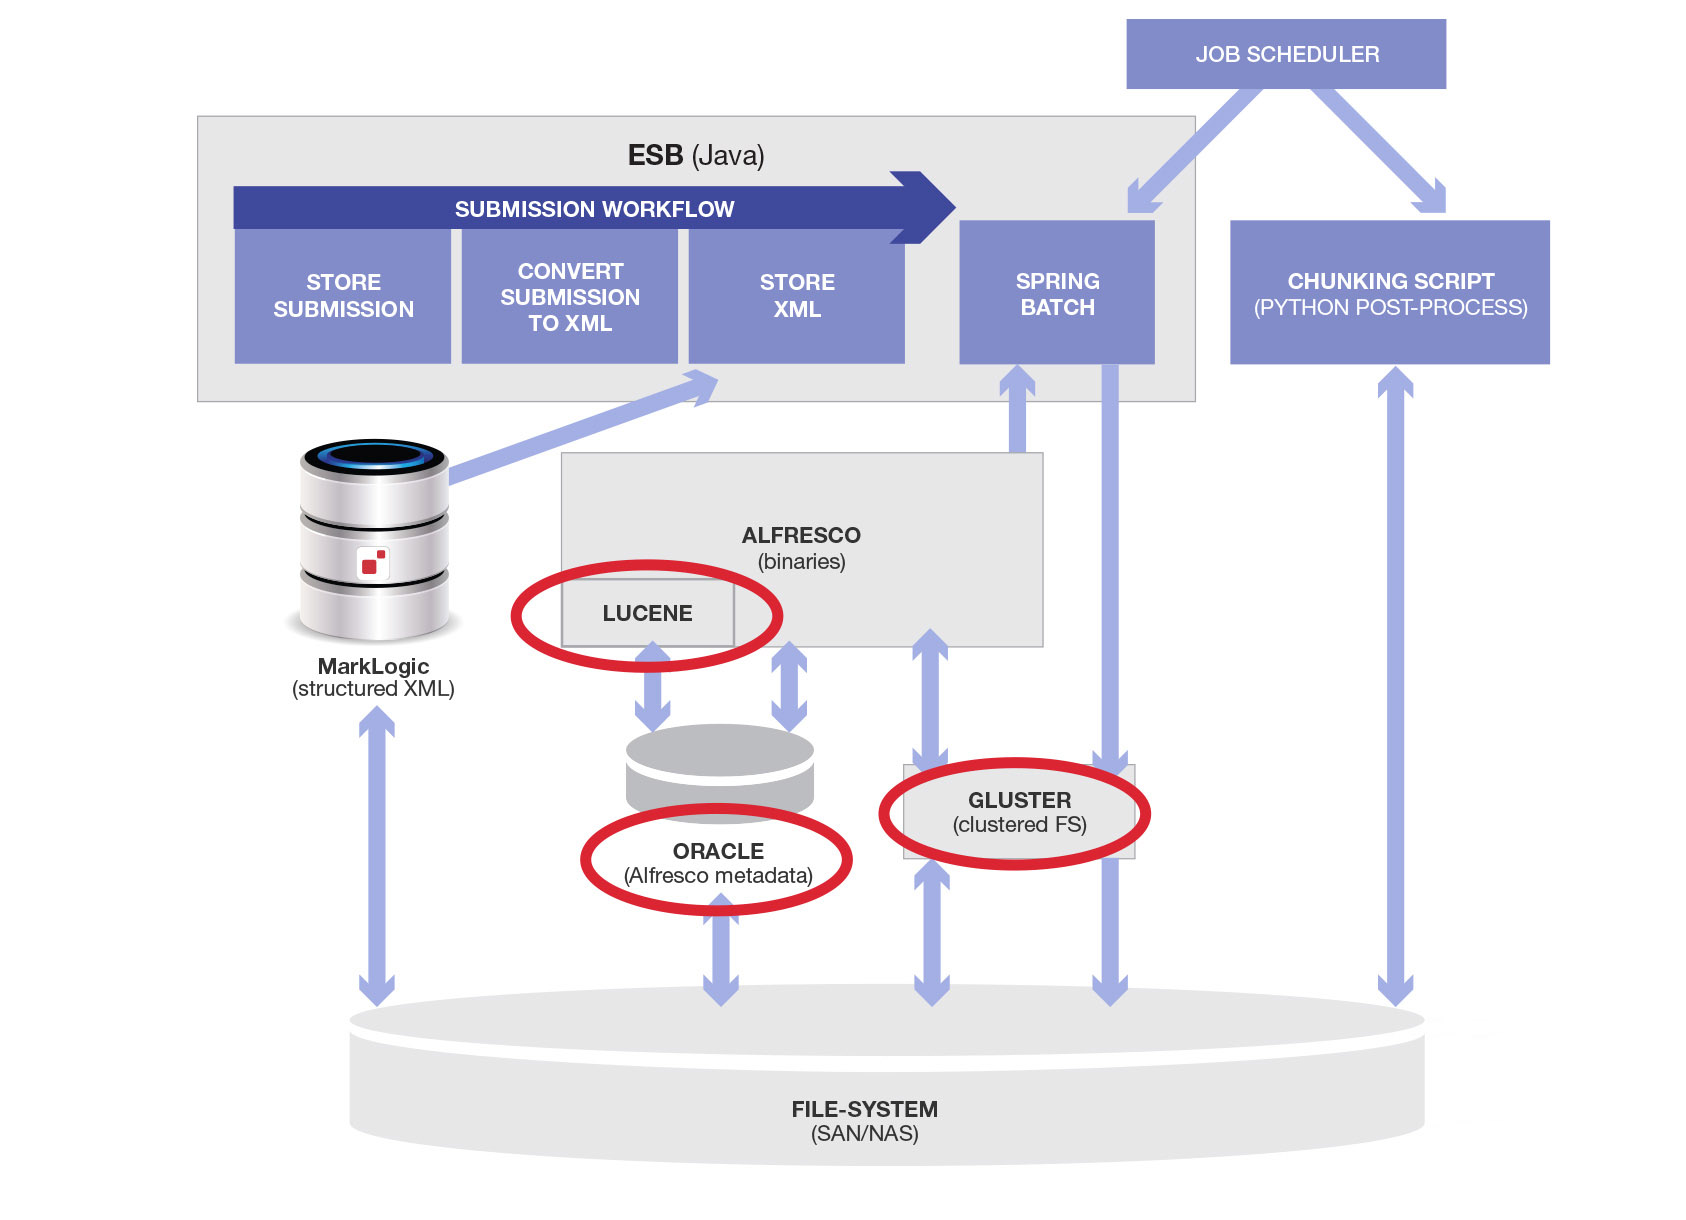 JOB SCHEDULER
ESB (Java)
SUBMISSION WORKFLOW
STORE
SUBMISSION
CONVERT
SUBMISSION
TO XML
STORE
XML
SPRING
BATCH
CHUNKING SCRIPT
(PYTHON POST-PROCESS)
ALFRESCO
(binaries)
LUCENE
MarkLogic
(structured XML)
GLUSTER
(clustered FS)
ORACLE
(Alfresco metadata)
FILE-SYSTEM
(SAN/NAS)